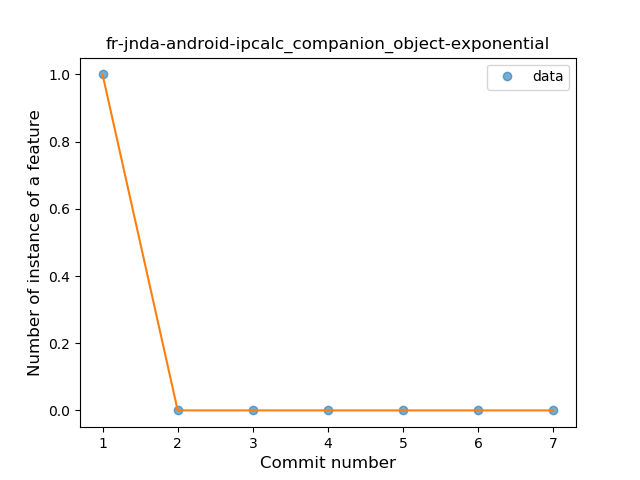 fr-jnda-android-ipcalc_companion_object-exponential
data
Number of instance of a feature
1.0
0.8
0.6
0.4
0.2
0.0
1 2 3 4 5 6 7
Commit number